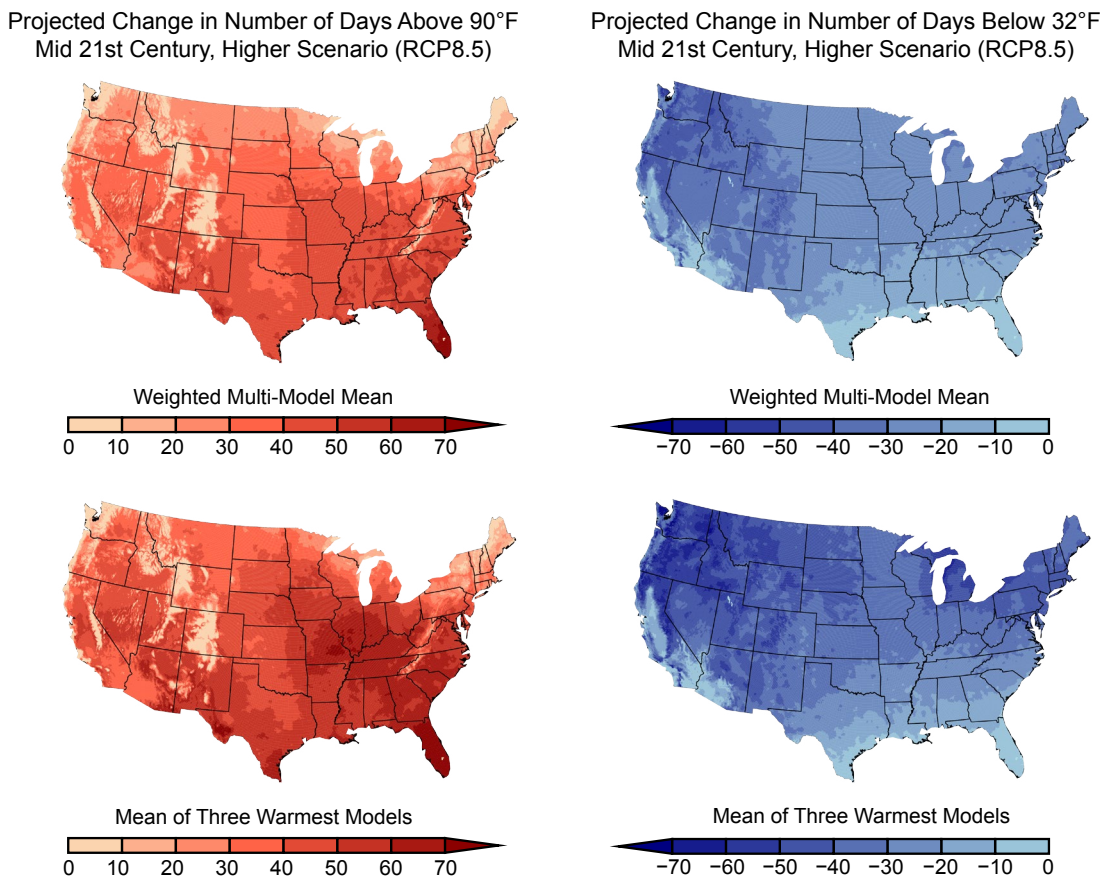 Projected Change in Number of Days Above 90°F
Mid 21st Century, Higher Scenario (RCP8.5)
Projected Change in Number of Days Below 32°F
Mid 21st Century, Higher Scenario (RCP8.5)
Weighted Multi-Model Mean
0 10 20 30 40 50 60 70
Weighted Multi-Model Mean
−70 −60 −50 −40 −30 −20 −10 0
Mean of Three Warmest Models
0 10 20 30 40 50 60 70
Mean of Three Warmest Models
−70 −60 −50 −40 −30 −20 −10 0